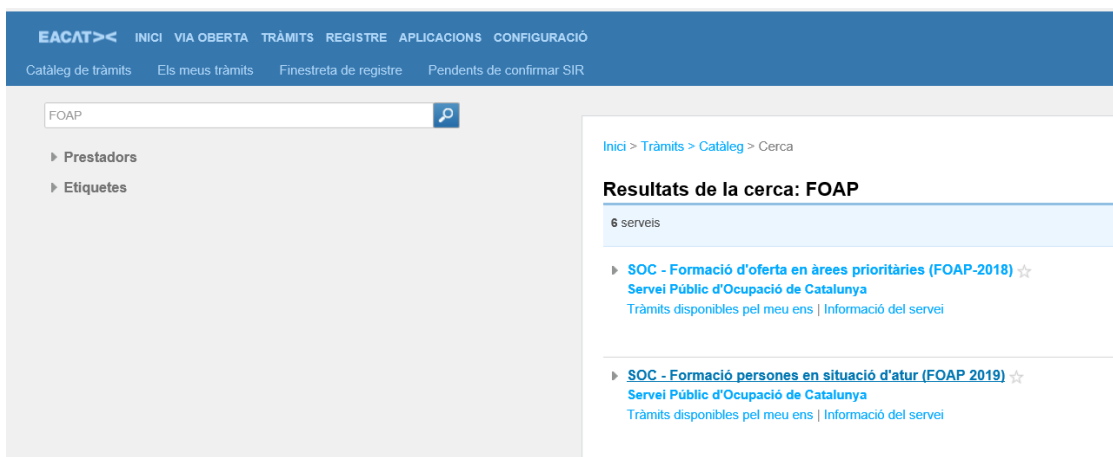 EACAT>< INICI VIA OBERTA TRÀMITS REGISTRE APLICACIONS CONFIGURACIÓ
Catàleg de tràmits Els meus tràmits Finestreta de registre Pendents de confirmar SIR
FOAP
Prestadors
Etiquetes
Inici > Tràmits > Catàleg > Cerca
Resultats de la cerca: FOAP
6 serveis
SOC - Formació d'oferta en àrees prioritàries (FOAP-2018)
Servei Públic d'Ocupació de Catalunya
Tràmits disponibles pel meu ens | Informació del servei
SOC - Formació persones en situació d'atur (FOAP 2019)
Servei Públic d'Ocupació de Catalunya
Tràmits disponibles pel meu ens | Informació del servei